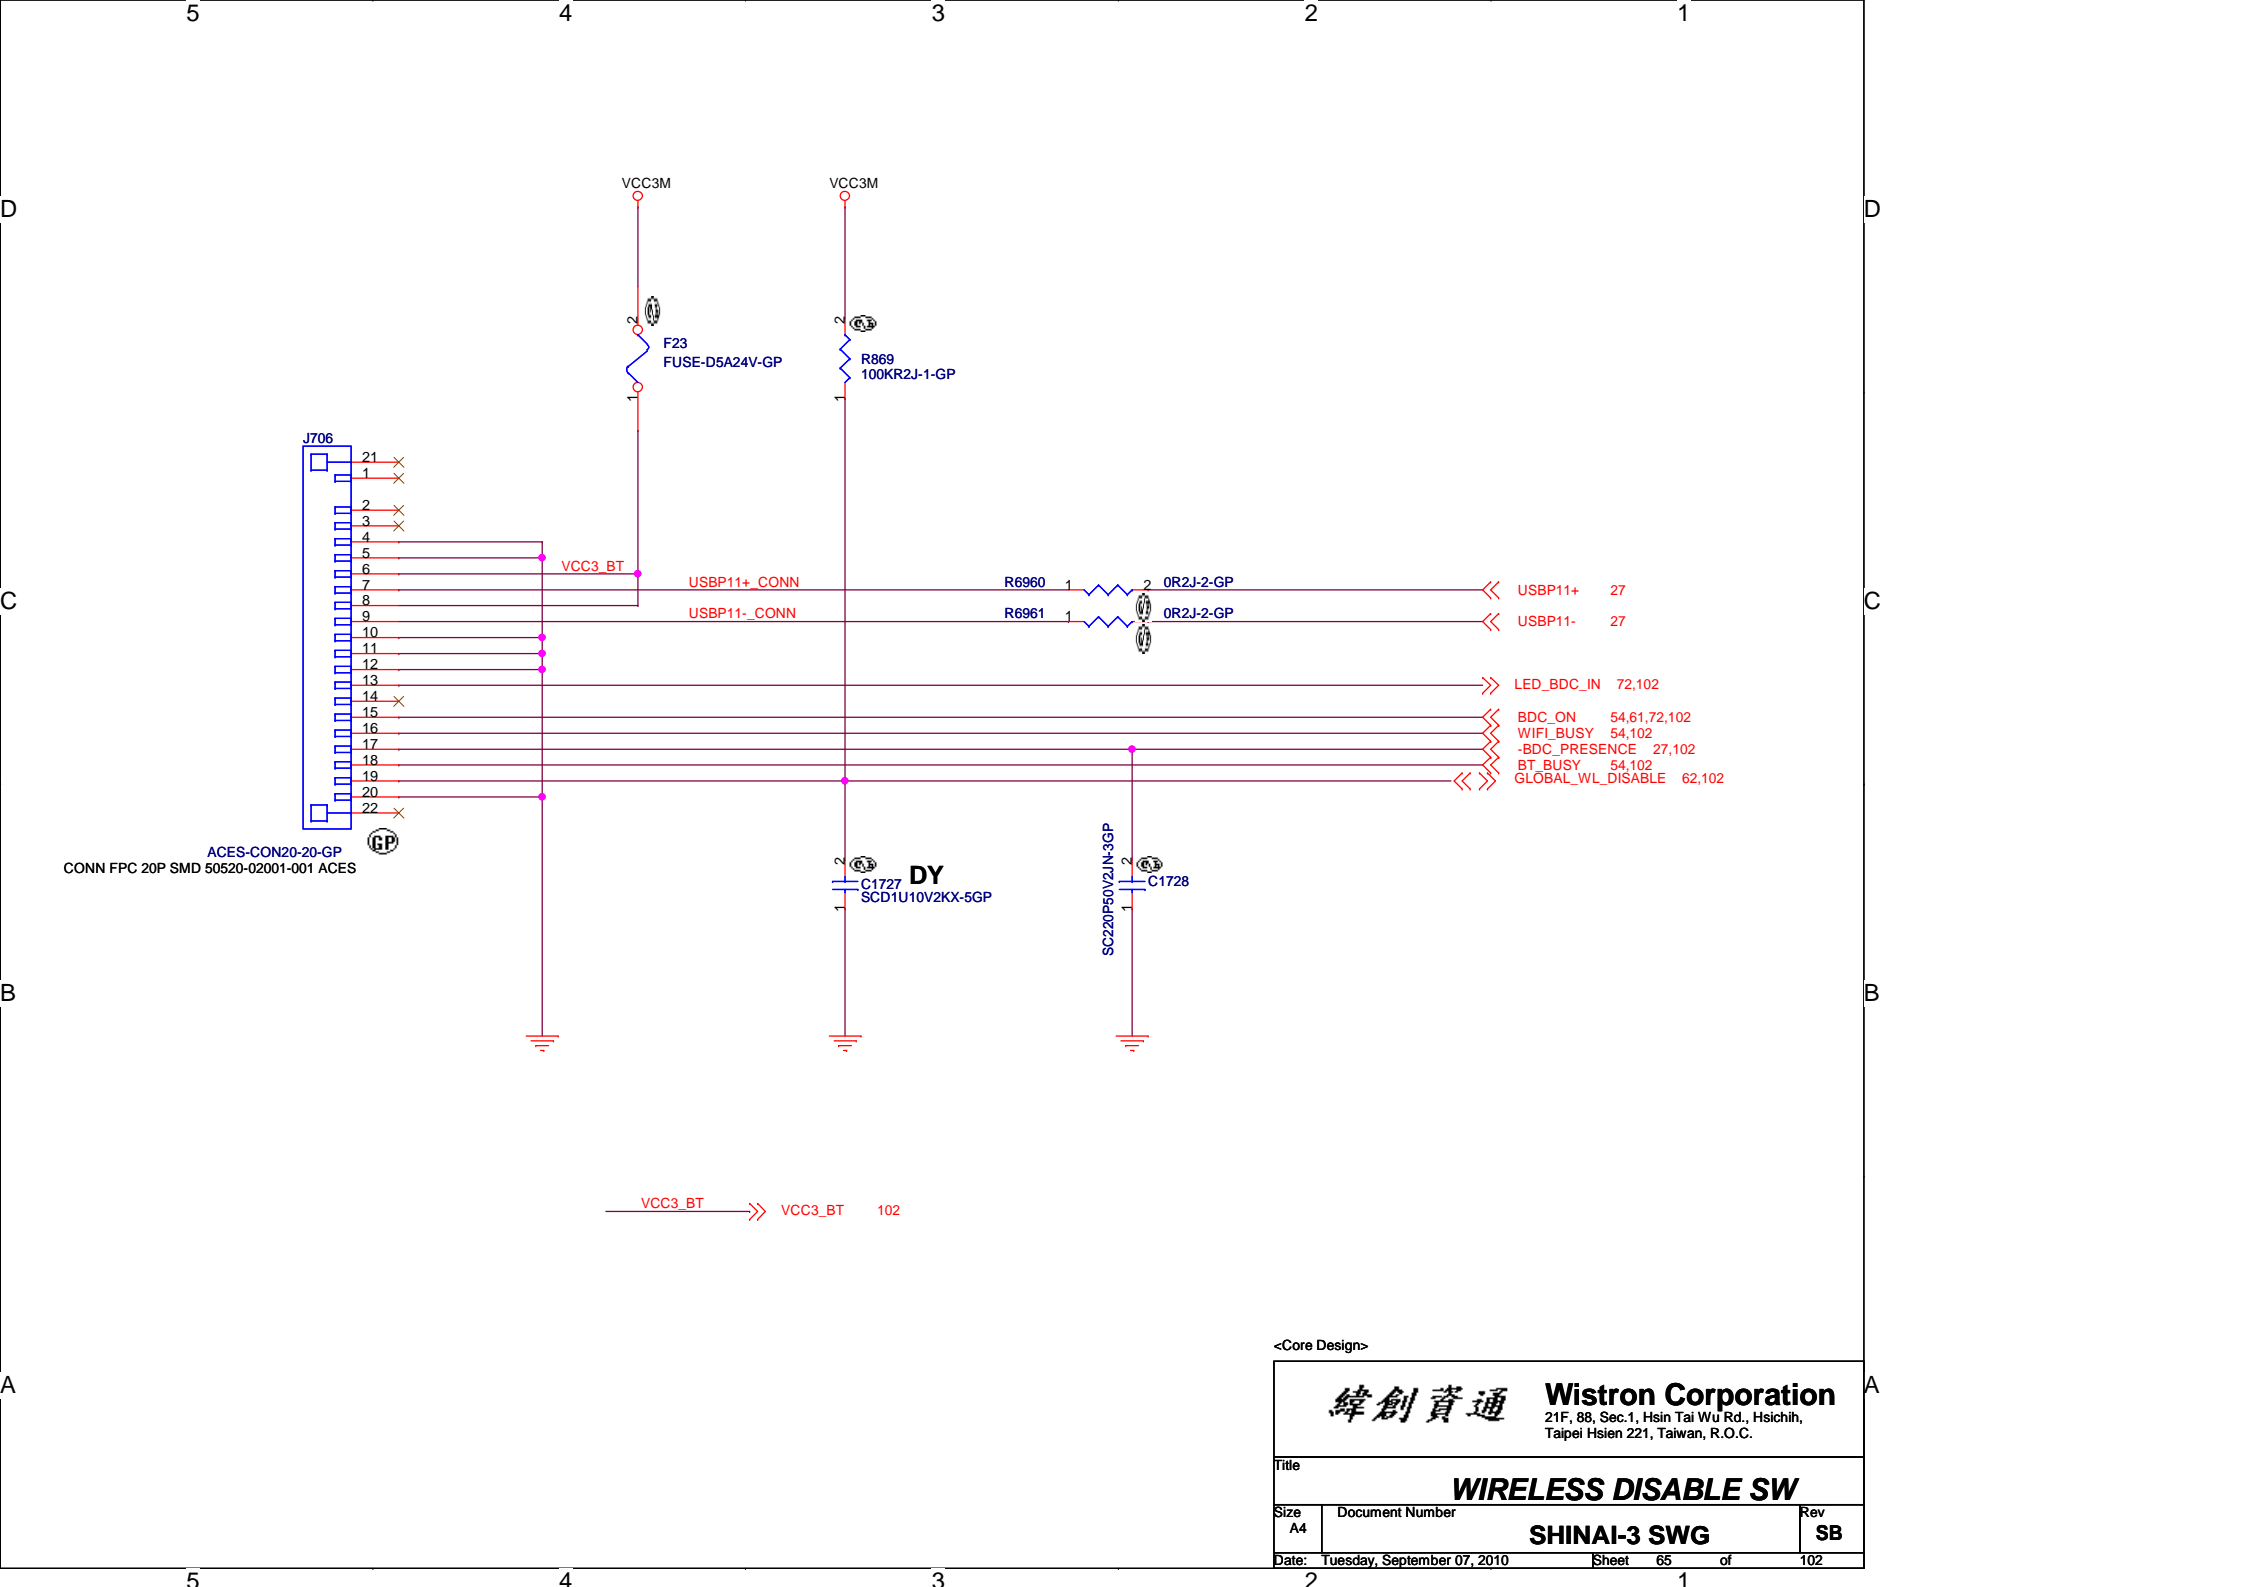 5 4 3 2 1
VCC3M VCC3M
D D
2 2
F23
FUSE-D5A24V-GP
R869
100KR2J-1-GP
1 1
J706
21
1
2
3
4
5
6 VCC3_BT
7 USBP11+_CONN R6960 1 2 0R2J-2-GP USBP11+ 27
C C
8
9 USBP11-_CONN R6961 1 0R2J-2-GP USBP11- 27
10
11
12
13 LED_BDC_IN 72,102
14
15 BDC_ON 54,61,72,102
16 WIFI_BUSY 54,102
17 -BDC_PRESENCE 27,102
18 BT_BUSY 54,102
19 GLOBAL_WL_DISABLE 62,102
20
22
GP
ACES-CON20-20-GP
CONN FPC 20P SMD 50520-02001-001 ACES
2 C1727 DY
SCD1U10V2KX-5GP
1
SC220P50V2JN-3GP
2 C1728
1
B B
VCC3_BT VCC3_BT 102
<Core Design>
A A
緯創資通 Wistron Corporation
21F, 88, Sec.1, Hsin Tai Wu Rd., Hsichih,
Taipei Hsien 221, Taiwan, R.O.C.
Title
WIRELESS DISABLE SW
Size Document Number Rev
A4 SHINAI-3 SWG SB
Date: Tuesday, September 07, 2010 Sheet 65 of 102
5 4 3 2 1